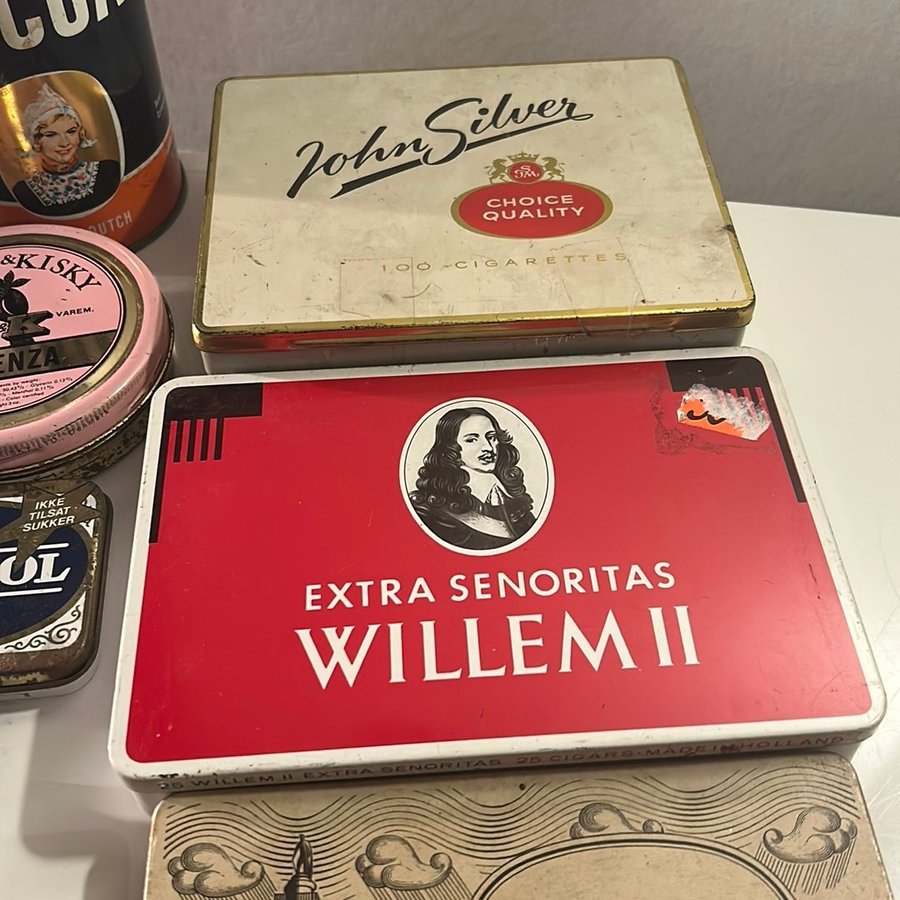 DUTCH
John Silver
S
JM
CHOICE
QUALITY
100 CIGARETTES
& KISKY
VAREM.
ENZA
IKKE
TILSAT
SUKKER
OL
EXTRA SENORITAS
WILLEM II
25 WILLEM II EXTRA SENORITAS 25 CIGARS - MADE IN HOLLAND